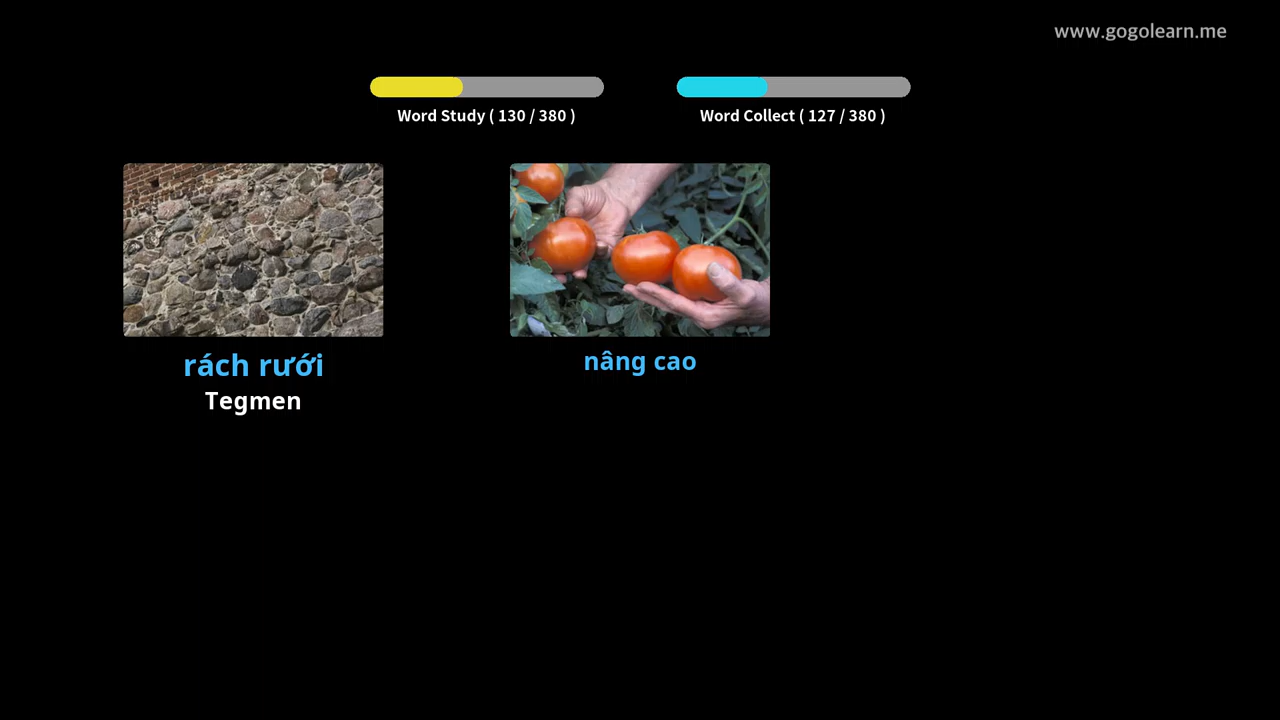 www.gogolearn.me
Word Study ( 130 / 380 )
Word Collect ( 127 / 380 )
rách rưới
Tegmen
nâng cao